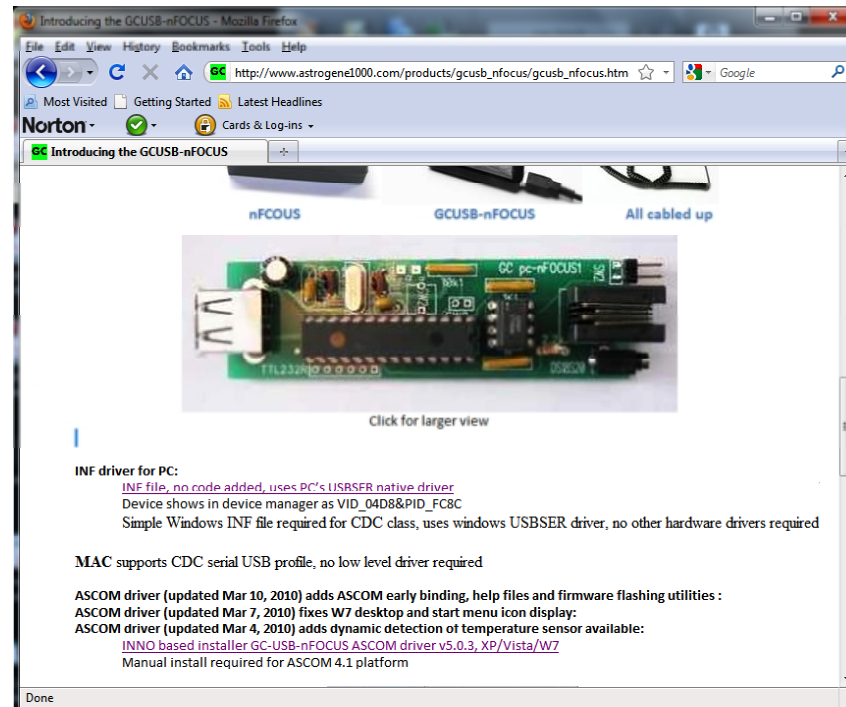 Introducing the GCUSB-nFOCUS - Mozilla Firefox
File Edit View History Bookmarks Tools Help
GC http://www.astrogene1000.com/products/gcusb_nfocus/gcusb_nfocus.htm Google
Most Visited Getting Started Latest Headlines
Norton Cards & Log-ins
GC Introducing the GCUSB-nFOCUS
nFCOUS GCUSB-nFOCUS All cabled up
GC pc-nFOCUS1 SW2
TTL232R DS1820
Click for larger view
INF driver for PC:
INF file, no code added, uses PC's USBSER native driver
Device shows in device manager as VID_04D8&PID_FC8C
Simple Windows INF file required for CDC class, uses windows USBSER driver, no other hardware drivers required
MAC supports CDC serial USB profile, no low level driver required
ASCOM driver (updated Mar 10, 2010) adds ASCOM early binding, help files and firmware flashing utilities :
ASCOM driver (updated Mar 7, 2010) fixes W7 desktop and start menu icon display:
ASCOM driver (updated Mar 4, 2010) adds dynamic detection of temperature sensor available:
INNO based installer GC-USB-nFOCUS ASCOM driver v5.0.3, XP/Vista/W7
Manual install required for ASCOM 4.1 platform
Done